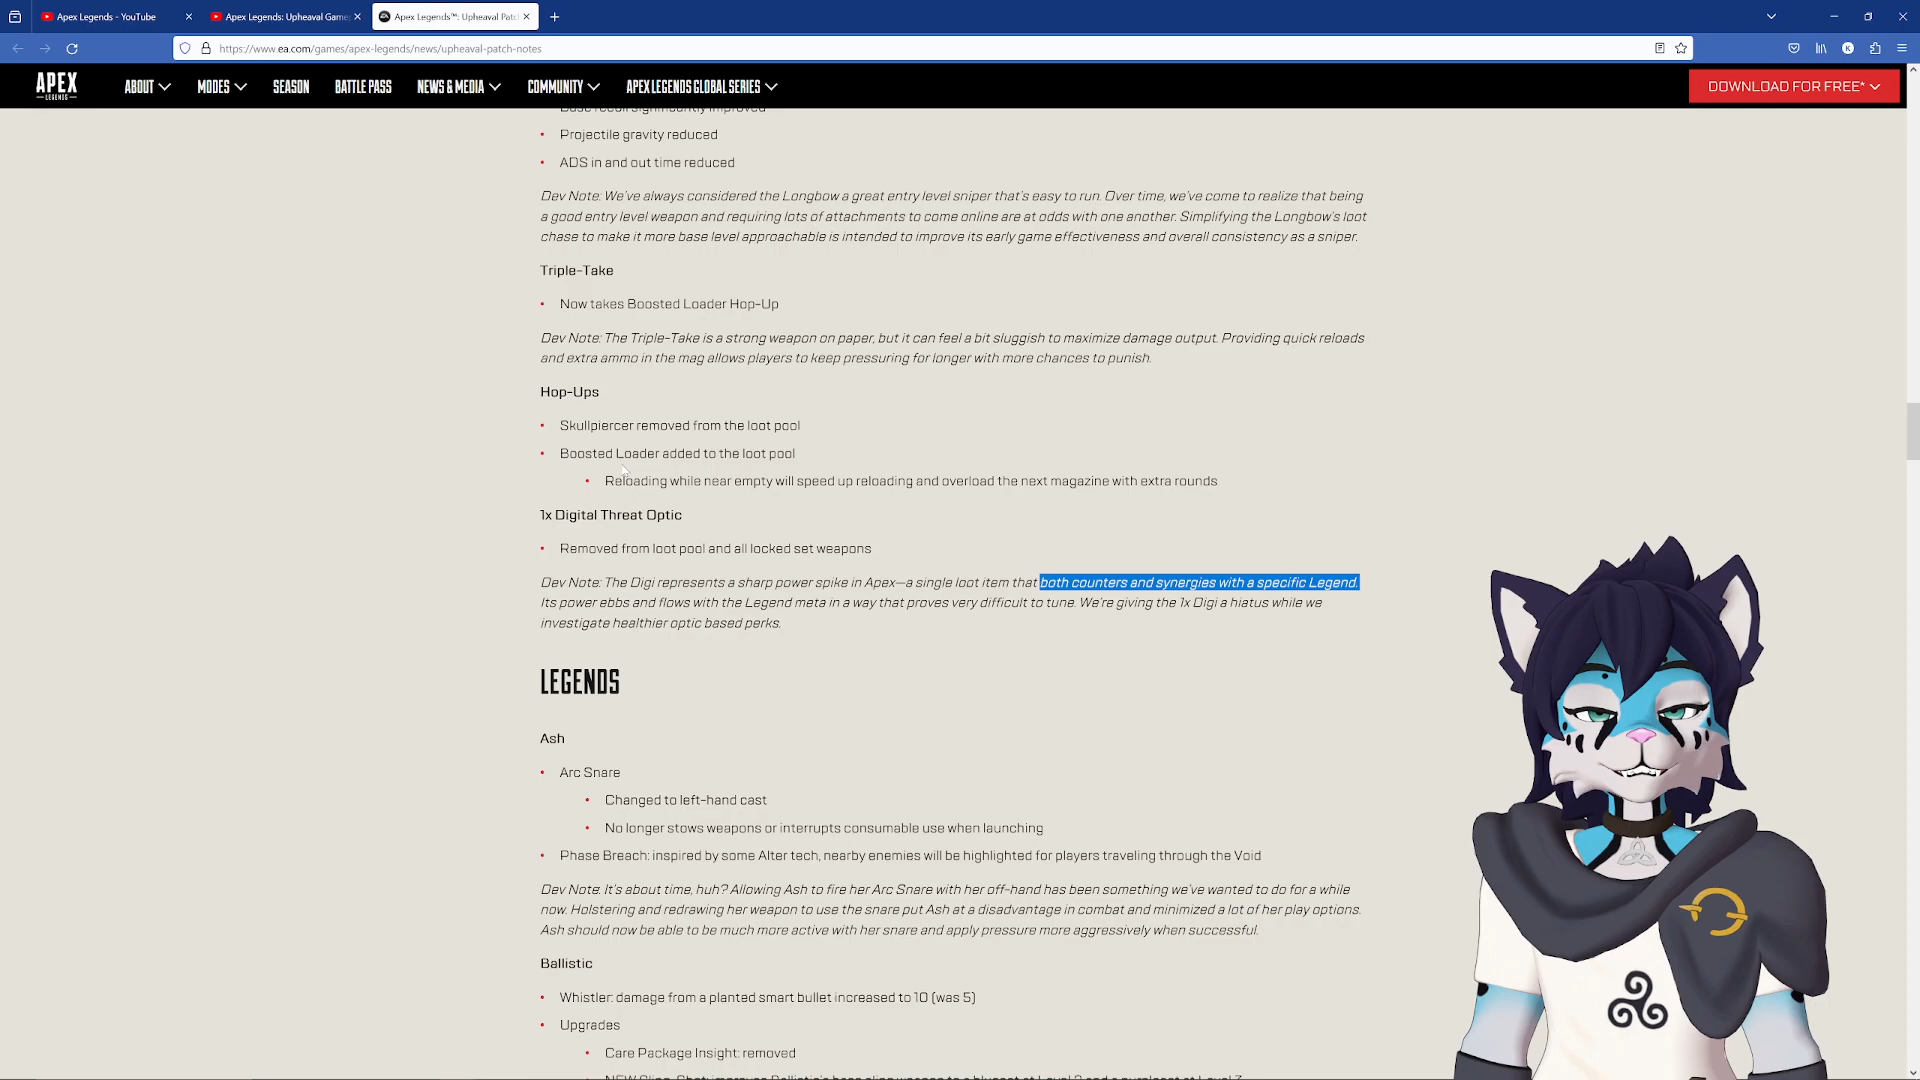 Apex Legends - YouTube
Apex Legends: Upheaval Game
Apex Legends™: Upheaval Patc
https://www.ea.com/games/apex-legends/news/upheaval-patch-notes
K
APEX
LEGENDS
ABOUT
MODES
SEASON
BATTLE PASS
NEWS & MEDIA
COMMUNITY
APEX LEGENDS GLOBAL SERIES
DOWNLOAD FOR FREE*
Base recoil significantly improved
• Projectile gravity reduced
• ADS in and out time reduced
Dev Note: We've always considered the Longbow a great entry level sniper that's easy to run. Over time, we've come to realize that being
a good entry level weapon and requiring lots of attachments to come online are at odds with one another. Simplifying the Longbow's loot
chase to make it more base level approachable is intended to improve its early game effectiveness and overall consistency as a sniper.
Triple-Take
• Now takes Boosted Loader Hop-Up
Dev Note: The Triple-Take is a strong weapon on paper, but it can feel a bit sluggish to maximize damage output. Providing quick reloads
and extra ammo in the mag allows players to keep pressuring for longer with more chances to punish.
Hop-Ups
• Skullpiercer removed from the loot pool
• Boosted Loader added to the loot pool
• Reloading while near empty will speed up reloading and overload the next magazine with extra rounds
1x Digital Threat Optic
• Removed from loot pool and all locked set weapons
Dev Note: The Digi represents a sharp power spike in Apex—a single loot item that both counters and synergies with a specific Legend.
Its power ebbs and flows with the Legend meta in a way that proves very difficult to tune. We're giving the 1x Digi a hiatus while we
investigate healthier optic based perks.
LEGENDS
Ash
• Arc Snare
• Changed to left-hand cast
• No longer stows weapons or interrupts consumable use when launching
• Phase Breach: inspired by some Alter tech, nearby enemies will be highlighted for players traveling through the Void
Dev Note: It's about time, huh? Allowing Ash to fire her Arc Snare with her off-hand has been something we've wanted to do for a while
now. Holstering and redrawing her weapon to use the snare put Ash at a disadvantage in combat and minimized a lot of her play options.
Ash should now be able to be much more active with her snare and apply pressure more aggressively when successful.
Ballistic
• Whistler: damage from a planted smart bullet increased to 10 (was 5)
• Upgrades
• Care Package Insight: removed